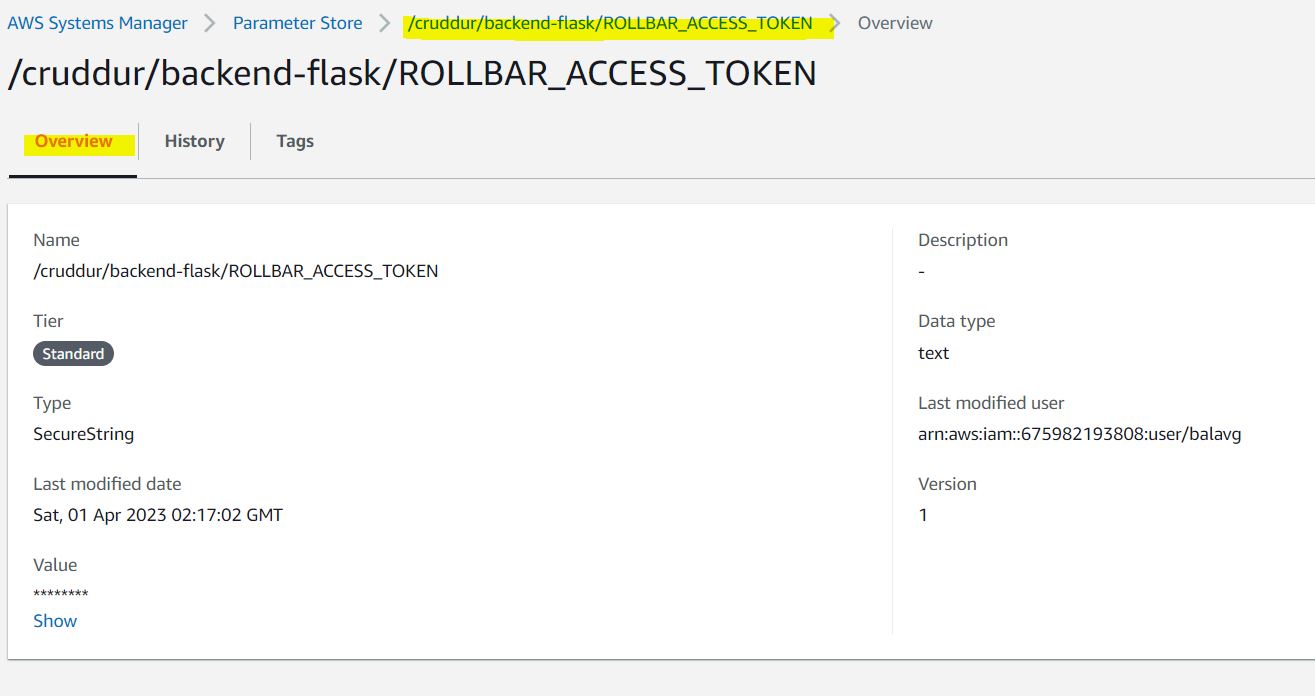 AWS Systems Manager > Parameter Store > /cruddur/backend-flask/ROLLBAR_ACCESS_TOKEN > Overview
/cruddur/backend-flask/ROLLBAR_ACCESS_TOKEN
Overview History Tags
Name
/cruddur/backend-flask/ROLLBAR_ACCESS_TOKEN
Tier
Standard
Type
SecureString
Last modified date
Sat, 01 Apr 2023 02:17:02 GMT
Value
********
Show
Description
-
Data type
text
Last modified user
arn:aws:iam::675982193808:user/balavg
Version
1